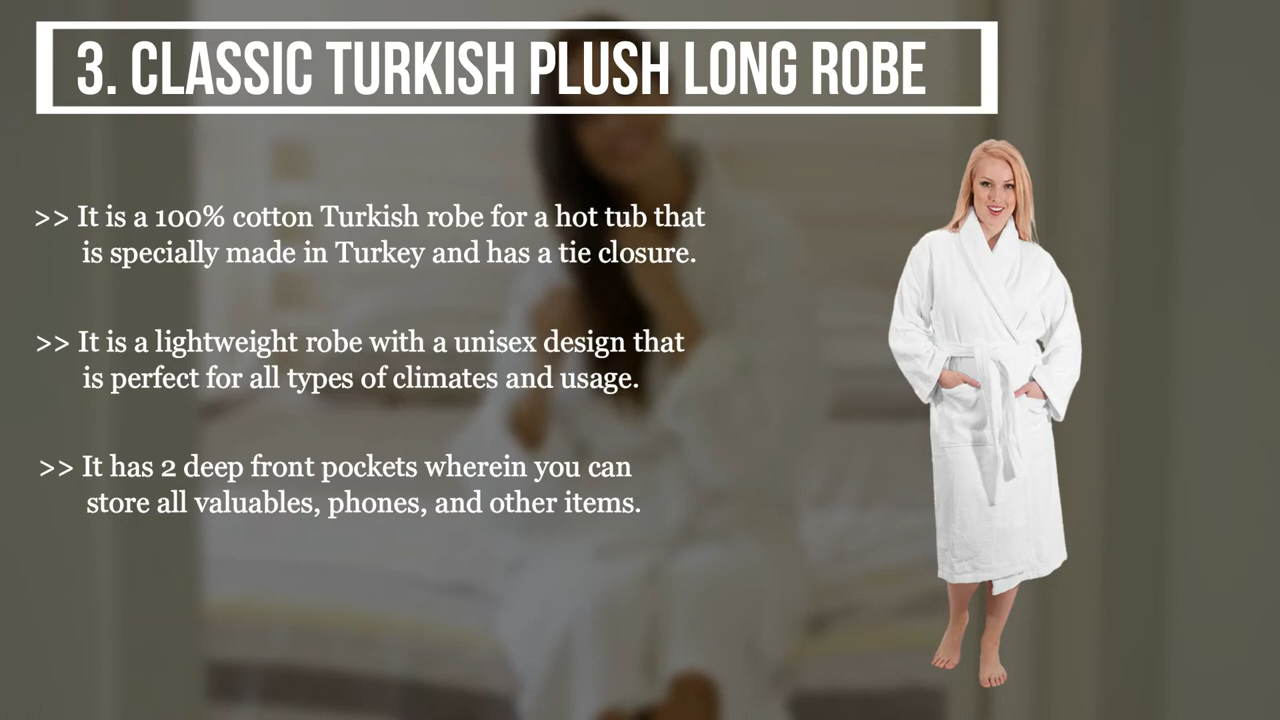 3. CLASSIC TURKISH PLUSH LONG ROBE
>> It is a 100% cotton Turkish robe for a hot tub that
is specially made in Turkey and has a tie closure.
>> It is a lightweight robe with a unisex design that
is perfect for all types of climates and usage.
>> It has 2 deep front pockets wherein you can
store all valuables, phones, and other items.